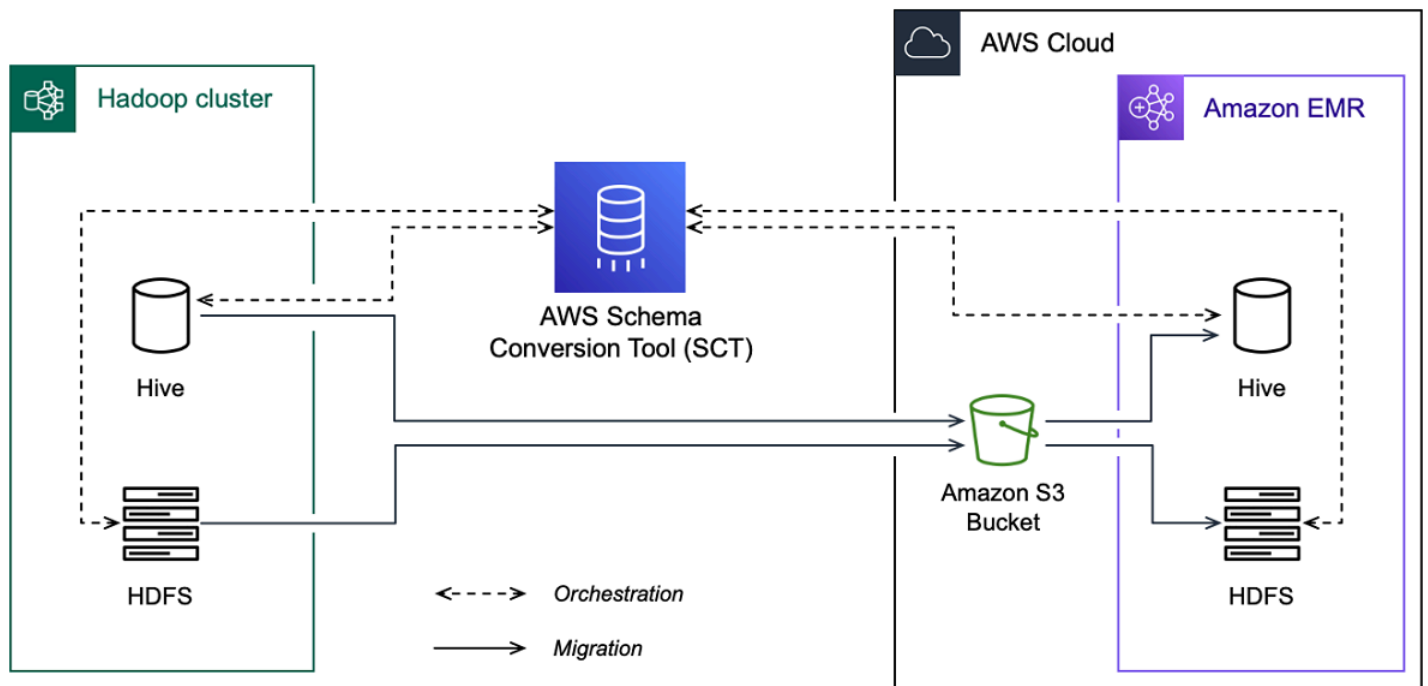 AWS Cloud
Hadoop cluster
Amazon EMR
AWS Schema
Conversion Tool (SCT)
Hive
Hive
Amazon S3
Bucket
HDFS
HDFS
Orchestration
Migration